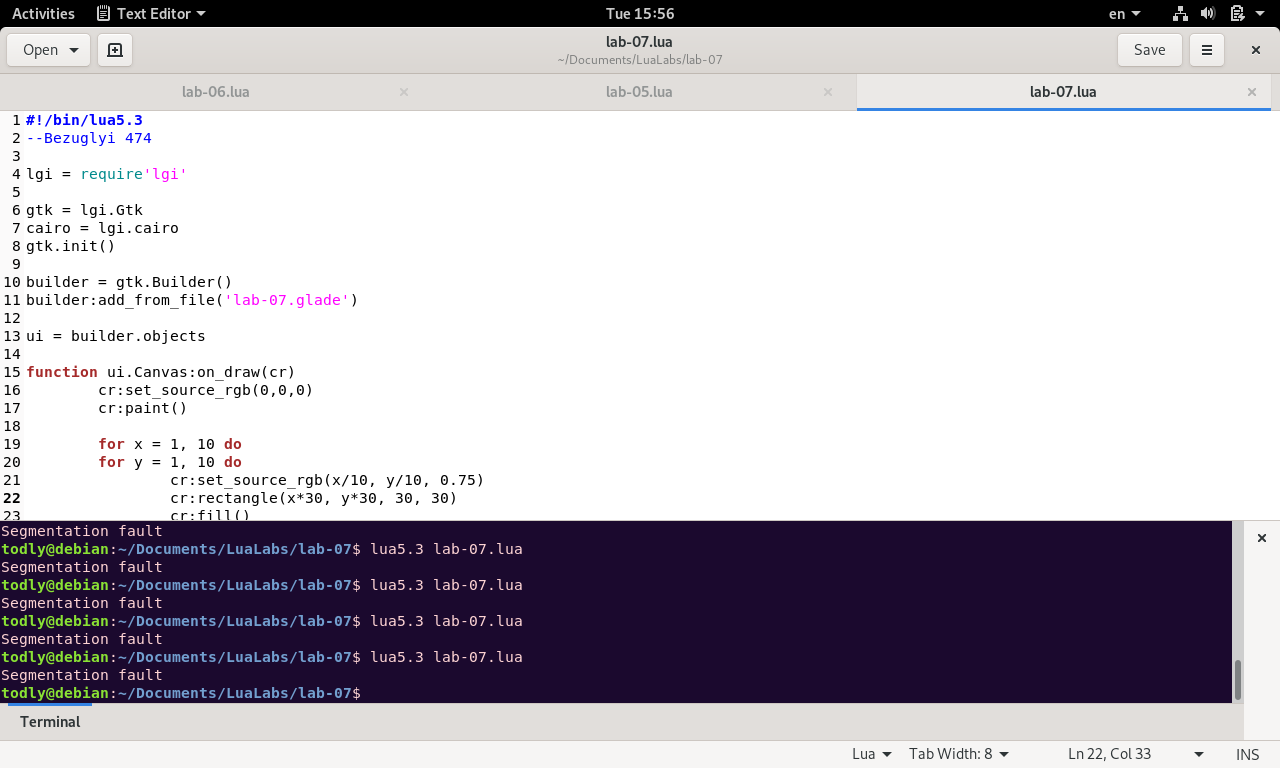 Activities Text Editor Tue 15:56 en
Open lab-07.lua Save
~/Documents/LuaLabs/lab-07
lab-06.lua lab-05.lua lab-07.lua
1 #!/bin/lua5.3
2 --Bezuglyi 474
3
4 lgi = require'lgi'
5
6 gtk = lgi.Gtk
7 cairo = lgi.cairo
8 gtk.init()
9
10 builder = gtk.Builder()
11 builder:add_from_file('lab-07.glade')
12
13 ui = builder.objects
14
15 function ui.Canvas:on_draw(cr)
16 cr:set_source_rgb(0,0,0)
17 cr:paint()
18
19 for x = 1, 10 do
20 for y = 1, 10 do
21 cr:set_source_rgb(x/10, y/10, 0.75)
22 cr:rectangle(x*30, y*30, 30, 30)
23 cr:fill()
Segmentation fault
todly@debian:~/Documents/LuaLabs/lab-07$ lua5.3 lab-07.lua
Segmentation fault
todly@debian:~/Documents/LuaLabs/lab-07$ lua5.3 lab-07.lua
Segmentation fault
todly@debian:~/Documents/LuaLabs/lab-07$ lua5.3 lab-07.lua
Segmentation fault
todly@debian:~/Documents/LuaLabs/lab-07$ lua5.3 lab-07.lua
Segmentation fault
todly@debian:~/Documents/LuaLabs/lab-07$
Terminal
Lua Tab Width: 8 Ln 22, Col 33 INS